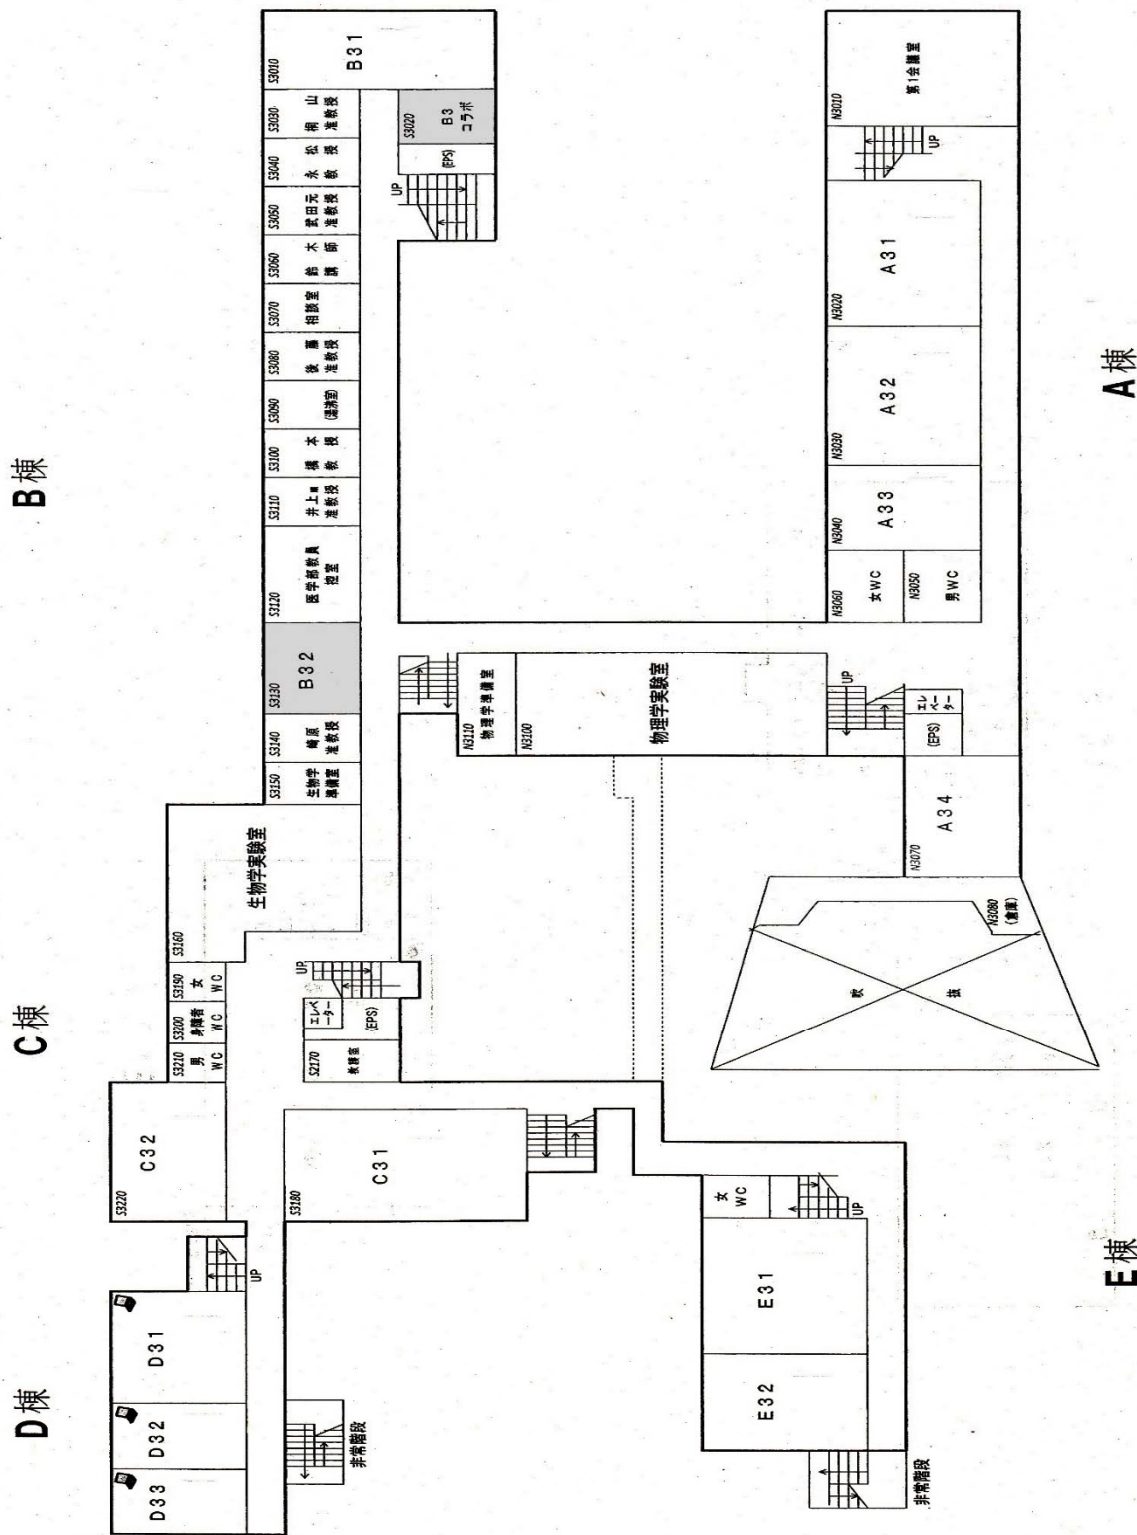 D棟
C棟
B棟
D33
D32
D31
UP
非常階段
S3220
C32
S3180
C31
S3210
男
WC
S3200
身障者
WC
S3190
女
WC
S2170
エレベ
ーター
(EPS)
UP
S3160
生物学実験室
S3150
生物学
準備室
S3140
崎原
准教授
S3130
B32
S3120
医学部教員
控室
S3110
井上
准教授
S3100
橋本
教授
S3090
(湯沸室)
S3080
後藤
准教授
S3070
相談室
S3060
鈴木
講師
S3050
武田元
准教授
S3040
永松
教授
S3030
桐山
准教授
S3010
B31
S3020
B3
コラボ
(EPS)
UP
非常階段
E32
E31
女
WC
UP
吹抜
N3080
(倉庫)
N3070
A34
N3110
物理学準備室
N3100
物理学実験室
UP
エレ
ベー
ター
(EPS)
N3060
女WC
N3050
男WC
N3040
A33
N3030
A32
N3020
A31
UP
N3010
第1会議室
E棟
A棟